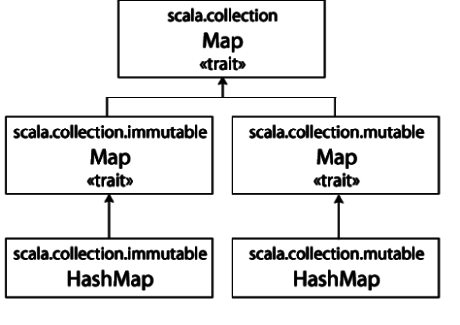 scala.collection
Map
«trait»
scala.collection.immutable
Map
«trait»
scala.collection.mutable
Map
«trait»
scala.collection.immutable
HashMap
scala.collection.mutable
HashMap